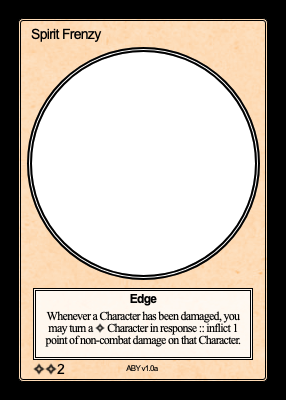 Spirit Frenzy
Edge
Whenever a Character has been damaged, you
may turn a ⟡ Character in response :: inflict 1
point of non-combat damage on that Character.
⟡⟡2
ABY v1.0a